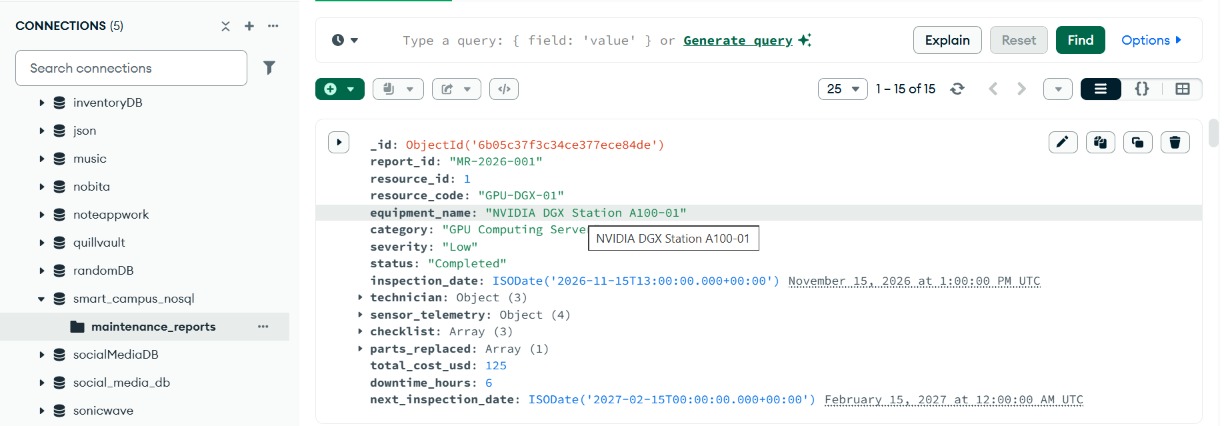 CONNECTIONS (5)
Search connections
inventoryDB
json
music
nobita
noteappwork
quillvault
randomDB
smart_campus_nosql
maintenance_reports
socialMediaDB
social_media_db
sonicwave
Type a query: { field: 'value' } or Generate query
Explain
Reset
Find
Options
25
1 – 15 of 15
_id: ObjectId('6b05c37f3c34ce377ece84de')
report_id: "MR-2026-001"
resource_id: 1
resource_code: "GPU-DGX-01"
equipment_name: "NVIDIA DGX Station A100-01"
category: "GPU Computing Serve
NVIDIA DGX Station A100-01
severity: "Low"
status: "Completed"
inspection_date: ISODate('2026-11-15T13:00:00.000+00:00') November 15, 2026 at 1:00:00 PM UTC
technician: Object (3)
sensor_telemetry: Object (4)
checklist: Array (3)
parts_replaced: Array (1)
total_cost_usd: 125
downtime_hours: 6
next_inspection_date: ISODate('2027-02-15T00:00:00.000+00:00') February 15, 2027 at 12:00:00 AM UTC